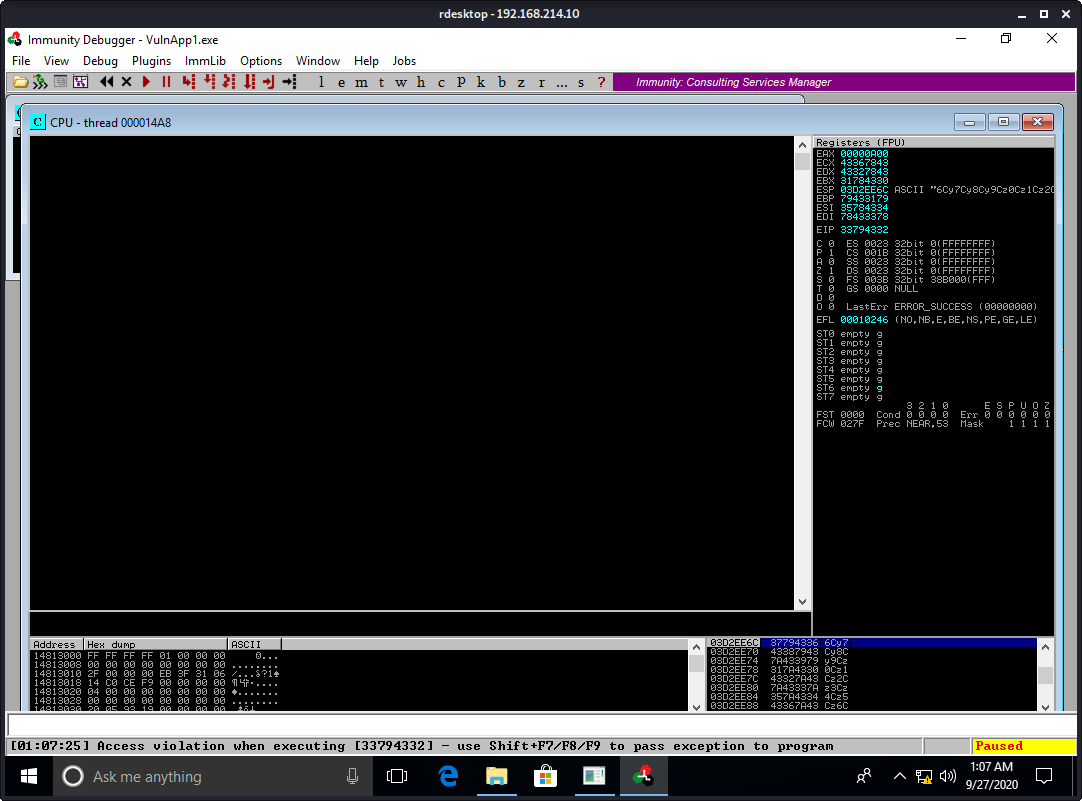 rdesktop - 192.168.214.10
Immunity Debugger - VulnApp1.exe
File View Debug Plugins ImmLib Options Window Help Jobs
l e m t w h c P k b z r ... s ? Immunity: Consulting Services Manager
C CPU - thread 000014A8
Registers (FPU)
EAX 00000A00
ECX 43367843
EDX 43327843
EBX 31784330
ESP 03D2EE6C ASCII "6Cy7Cy8Cy9Cz0Cz1Cz2C
EBP 79433179
ESI 35784334
EDI 78433378
EIP 33794332
C 0 ES 0023 32bit 0(FFFFFFFF)
P 1 CS 001B 32bit 0(FFFFFFFF)
A 0 SS 0023 32bit 0(FFFFFFFF)
Z 1 DS 0023 32bit 0(FFFFFFFF)
S 0 FS 003B 32bit 38B000(FFF)
T 0 GS 0000 NULL
D 0
O 0 LastErr ERROR_SUCCESS (00000000)
EFL 00010246 (NO,NB,E,BE,NS,PE,GE,LE)
ST0 empty g
ST1 empty g
ST2 empty g
ST3 empty g
ST4 empty g
ST5 empty g
ST6 empty g
ST7 empty g
3 2 1 0 E S P U O Z
FST 0000 Cond 0 0 0 0 Err 0 0 0 0 0 0
FCW 027F Prec NEAR,53 Mask 1 1 1 1
Address Hex dump ASCII
14813000 FF FF FF FF 01 00 00 00 0...
14813008 00 00 00 00 00 00 00 00 ........
14813010 2F 00 00 00 EB 3F 31 06
14813018 14 C0 CE F9 00 00 00 00
14813020 04 00 00 00 00 00 00 00 ♦.......
14813028 00 00 00 00 00 00 00 00 ........
14813030 20 05 93 19 00 00 00 00
03D2EE6C 37794336 6Cy7
03D2EE70 43387943 Cy8C
03D2EE74 7A433979 y9Cz
03D2EE78 317A4330 0Cz1
03D2EE7C 43327A43 Cz2C
03D2EE80 7A43337A z3Cz
03D2EE84 357A4334 4Cz5
03D2EE88 43367A43 Cz6C
[01:07:25] Access violation when executing [33794332] - use Shift+F7/F8/F9 to pass exception to program
Paused
Ask me anything
1:07 AM
9/27/2020